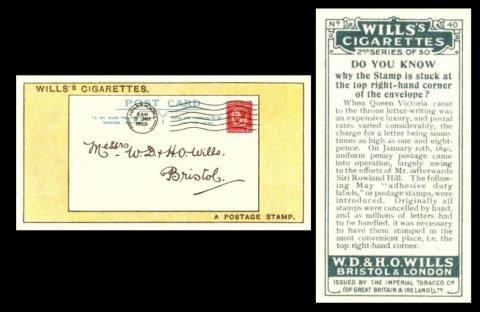 WILLS'S CIGARETTES.
POST CARD
9 AM
Messrs W.D & H.O. Wills,
Bristol.
A POSTAGE STAMP.
Nº 40
WILLS'S CIGARETTES
2ND SERIES OF 50
DO YOU KNOW
why the Stamp is stuck at
the top right-hand corner
of the envelope?
When Queen Victoria came
to the throne letter-writing was
an expensive luxury, and postal
rates varied considerably, the
charge for a letter being some-
times as high as one and eight-
pence. On January 10th, 1840,
uniform penny postage came
into operation, largely owing
to the efforts of Mr. (afterwards
Sir) Rowland Hill. The follow-
ing May "adhesive duty
labels," or postage stamps, were
introduced. Originally all
stamps were cancelled by hand,
and as millions of letters had
to be handled, it was necessary
to have them stamped in the
most convenient place, i.e. the
top right-hand corner.
W.D. & H.O. WILLS
BRISTOL & LONDON
ISSUED BY THE IMPERIAL TOBACCO CO
(OF GREAT BRITAIN & IRELAND) LTD